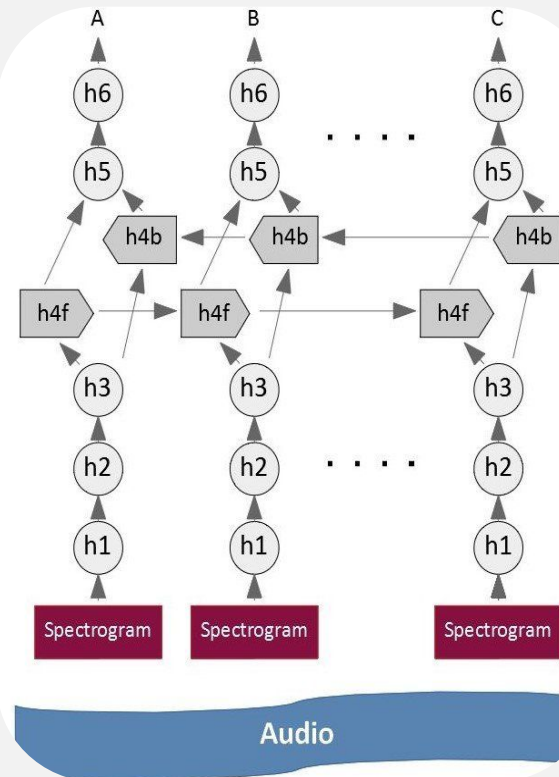 A B C
h6 h6 h6
. . . .
h5 h5 h5
h4b h4b h4b
h4f h4f h4f
h3 h3 h3
h2 h2 h2
. . . .
h1 h1 h1
Spectrogram Spectrogram Spectrogram
Audio